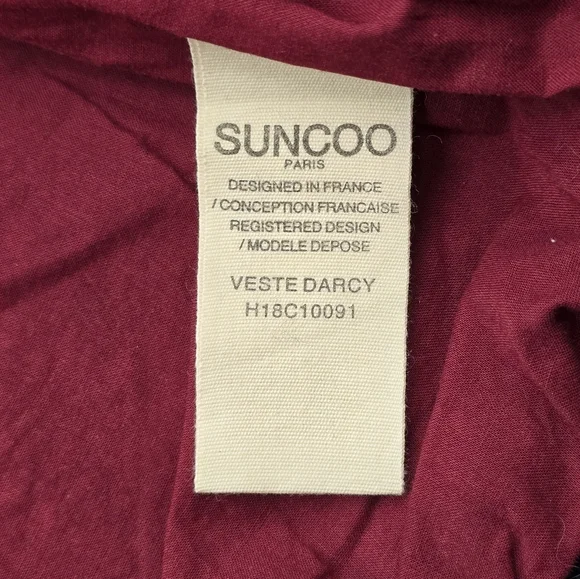 SUNCOO
PARIS
DESIGNED IN FRANCE
/ CONCEPTION FRANCAISE
REGISTERED DESIGN
/ MODELE DEPOSE
VESTE DARCY
H18C10091